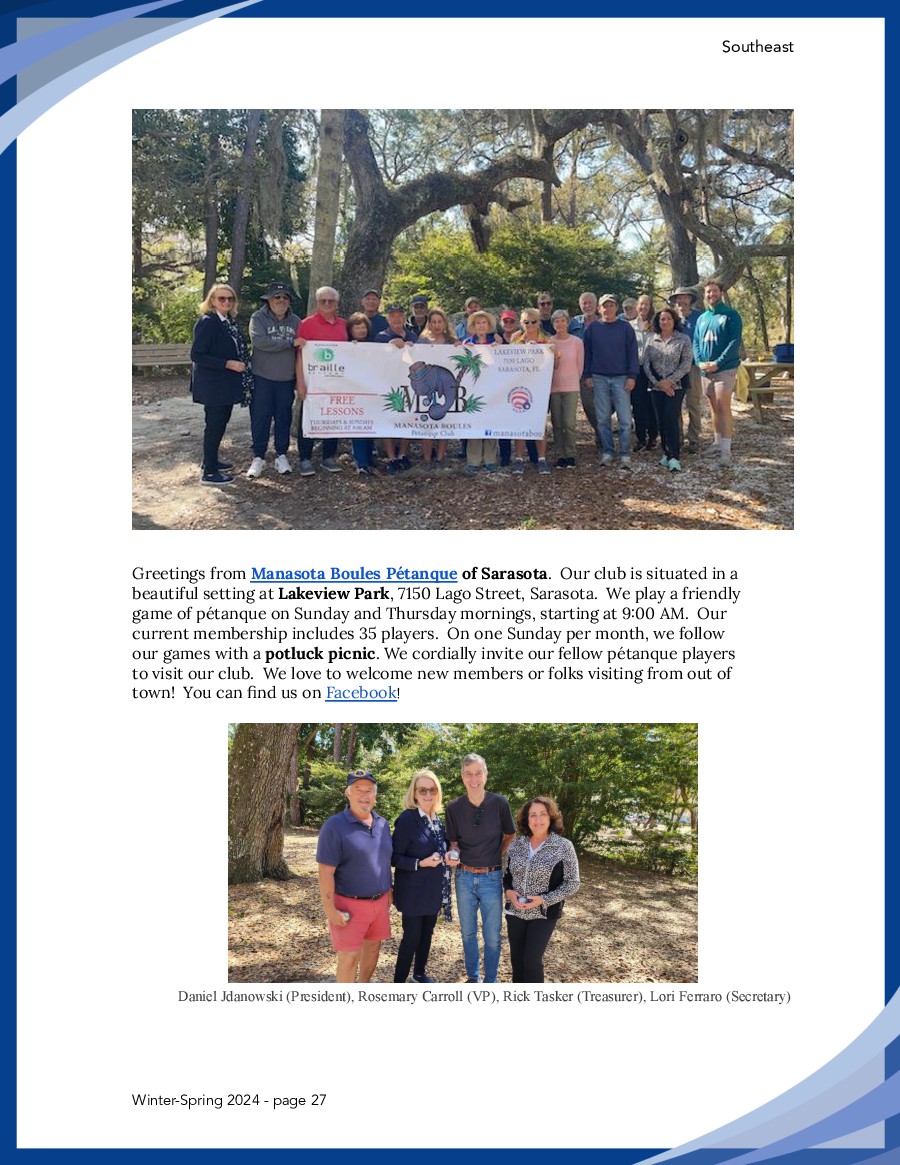 Southeast
braille
LAKEVIEW PARK
7150 LAGO
SARASOTA, FL
FREE
LESSONS
THURSDAYS & SUNDAYS
BEGINNING AT 9:00 AM
M B
MANASOTA BOULES
Pétanque Club
manasotabou
Greetings from Manasota Boules Pétanque of Sarasota. Our club is situated in a
beautiful setting at Lakeview Park, 7150 Lago Street, Sarasota. We play a friendly
game of pétanque on Sunday and Thursday mornings, starting at 9:00 AM. Our
current membership includes 35 players. On one Sunday per month, we follow
our games with a potluck picnic. We cordially invite our fellow pétanque players
to visit our club. We love to welcome new members or folks visiting from out of
town! You can find us on Facebook!
Daniel Jdanowski (President), Rosemary Carroll (VP), Rick Tasker (Treasurer), Lori Ferraro (Secretary)
Winter-Spring 2024 - page 27